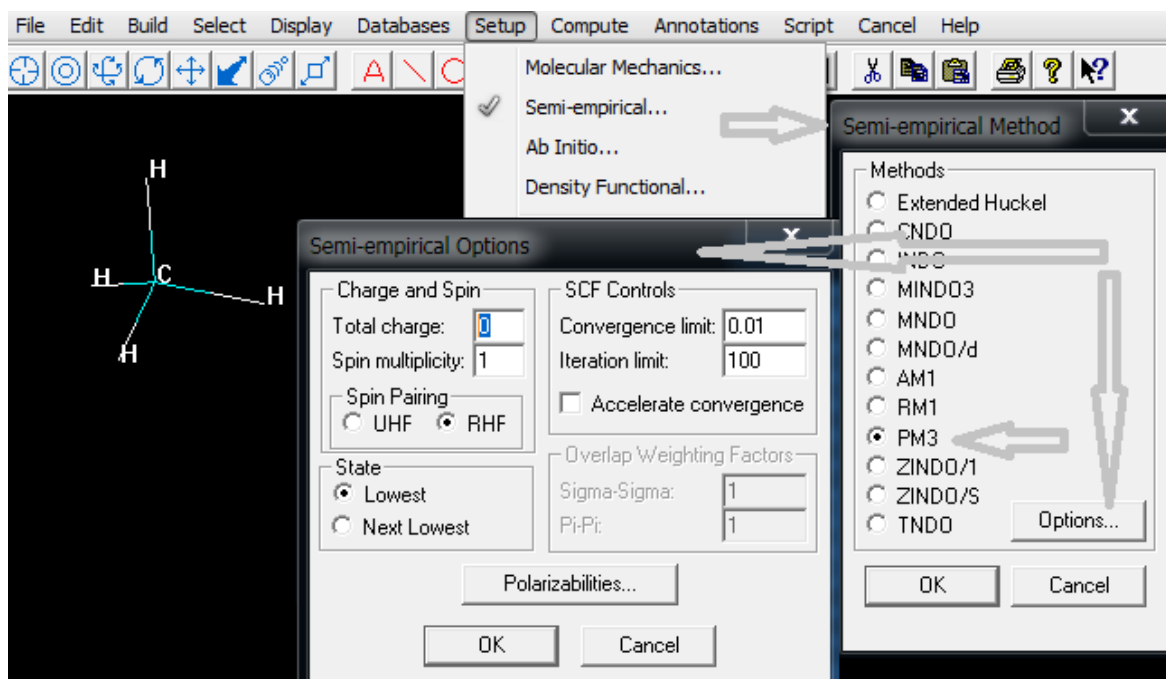 File Edit Build Select Display Databases Setup Compute Annotations Script Cancel Help
A
Molecular Mechanics...
Semi-empirical...
Ab Initio...
Density Functional...
H
H C H
H
Semi-empirical Method
Methods
Extended Huckel
CNDO
INDO
MINDO3
MNDO
MNDO/d
AM1
RM1
PM3
ZINDO/1
ZINDO/S
TNDO
Options...
OK Cancel
Semi-empirical Options
Charge and Spin
Total charge: 0
Spin multiplicity: 1
Spin Pairing
UHF RHF
State
Lowest
Next Lowest
SCF Controls
Convergence limit: 0.01
Iteration limit: 100
Accelerate convergence
Overlap Weighting Factors
Sigma-Sigma: 1
Pi-Pi: 1
Polarizabilities...
OK Cancel